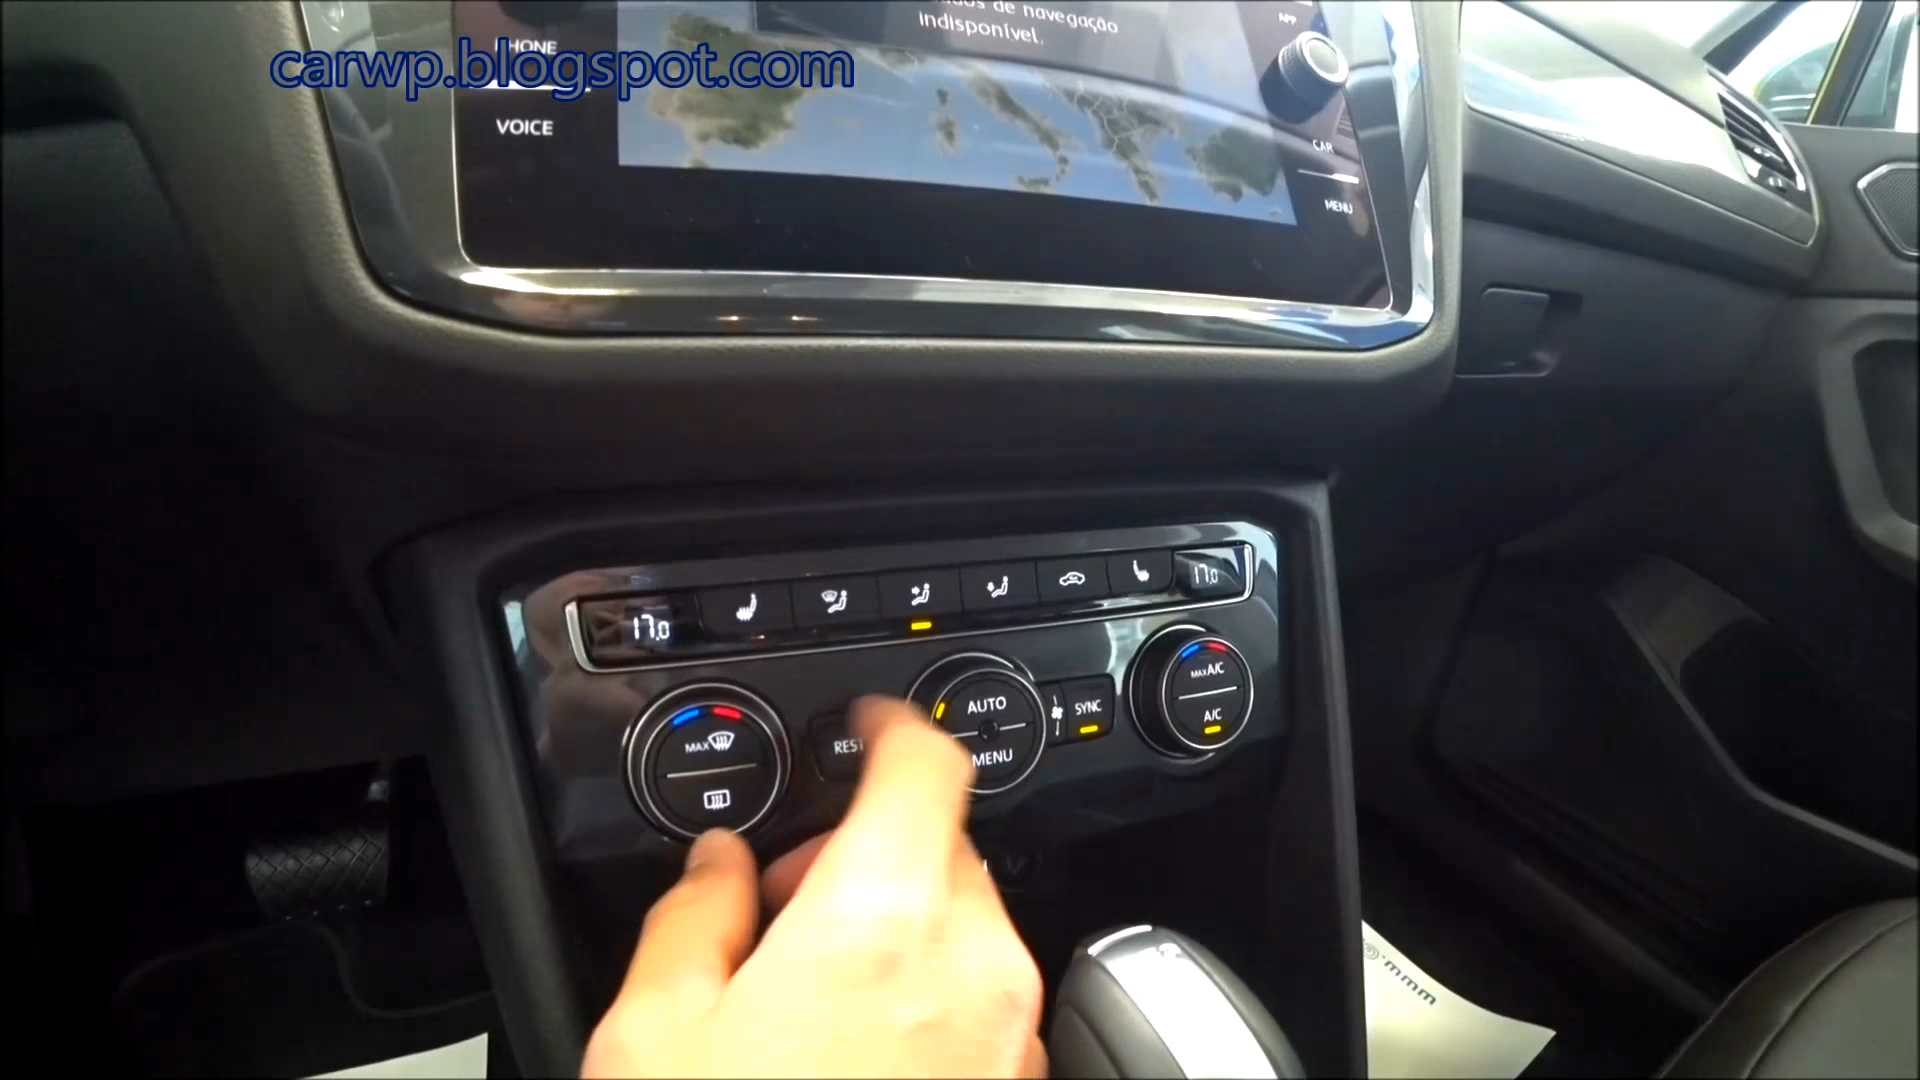 de navegação
indisponível.
APP
PHONE
carwp.blogspot.com
VOICE
CAR
MENU
17.0
17.0
MAX A/C
A/C
AUTO
SYNC
REST
MENU
MAX